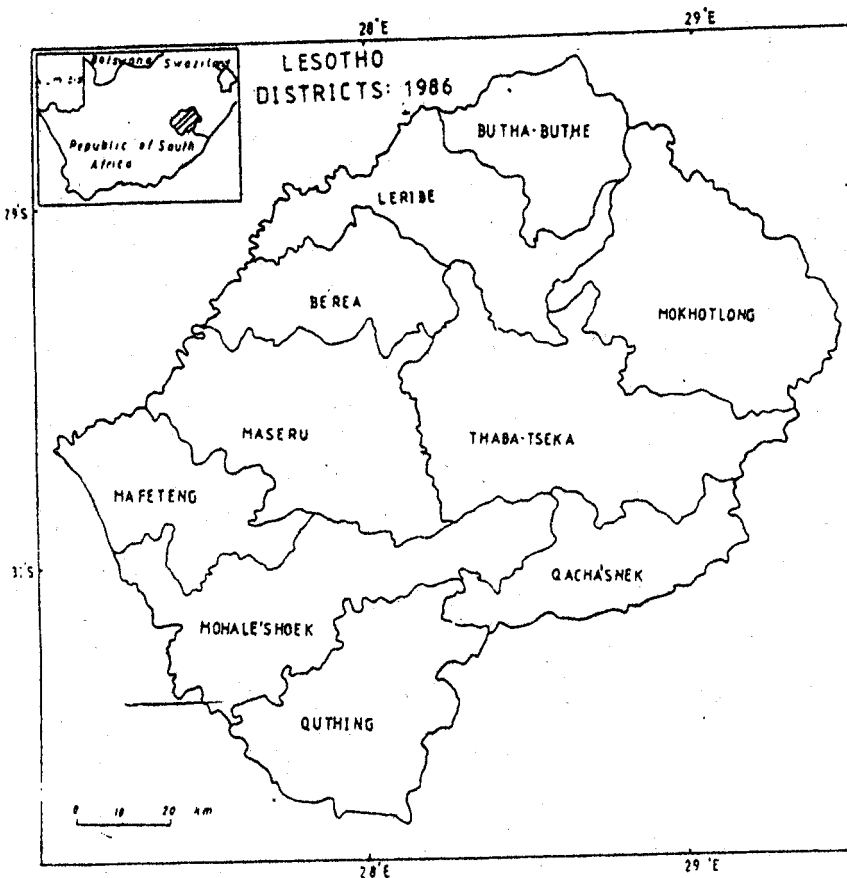 28°E
29°E
LESOTHO
DISTRICTS: 1986
Botswana Swaziland
Republic of South
Africa
BUTHA-BUTHE
LERIBE
29°S
BEREA
MOKHOTLONG
MASERU
THABA-TSEKA
MAFETENG
QACHA'SNEK
MOHALE'SHOEK
QUTHING
0 10 20 km
28°E
29°E